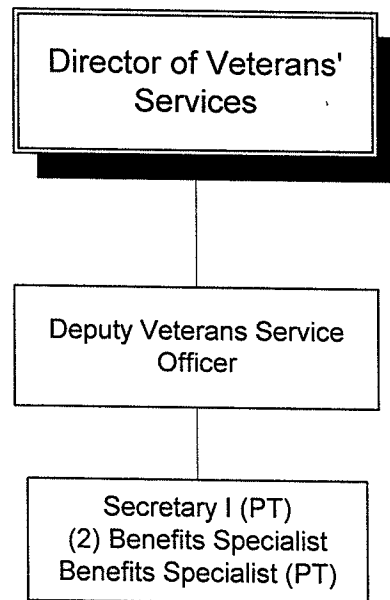 Director of Veterans'
Services
Deputy Veterans Service
Officer
Secretary I (PT)
(2) Benefits Specialist
Benefits Specialist (PT)